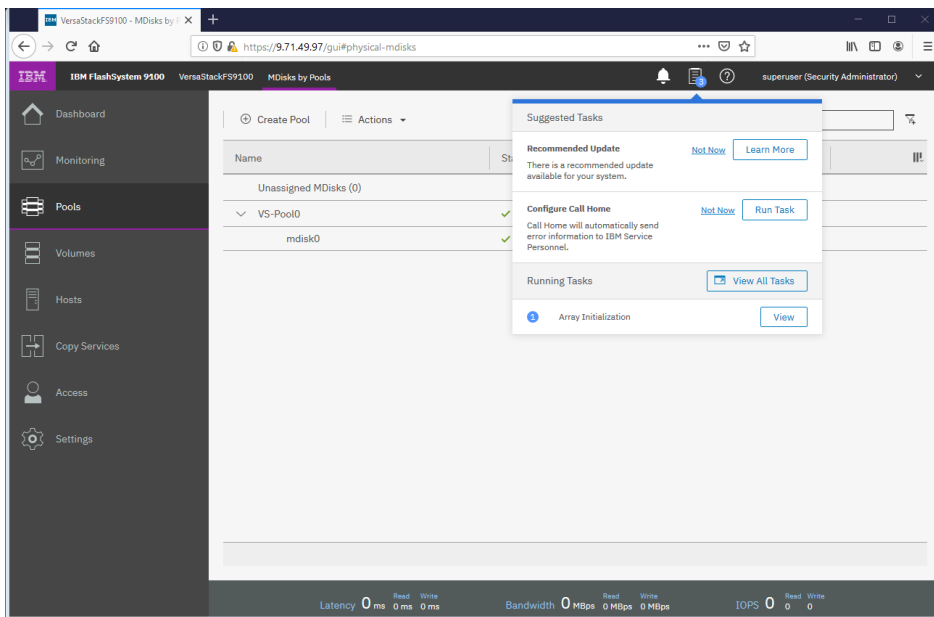 VersaStackFS9100 - MDisks by P
https://9.71.49.97/gui#physical-mdisks
IBM IBM FlashSystem 9100 VersaStackFS9100 MDisks by Pools 3 superuser (Security Administrator)
Dashboard
Monitoring
Pools
Volumes
Hosts
Copy Services
Access
Settings
Create Pool Actions
Name
Unassigned MDisks (0)
VS-Pool0
mdisk0
Suggested Tasks
Recommended Update Not Now Learn More
There is a recommended update
available for your system.
Configure Call Home Not Now Run Task
Call Home will automatically send
error information to IBM Service
Personnel.
Running Tasks View All Tasks
1 Array Initialization View
Read Write Read Write Read Write
Latency 0 ms 0 ms 0 ms Bandwidth 0 MBps 0 MBps 0 MBps IOPS 0 0 0